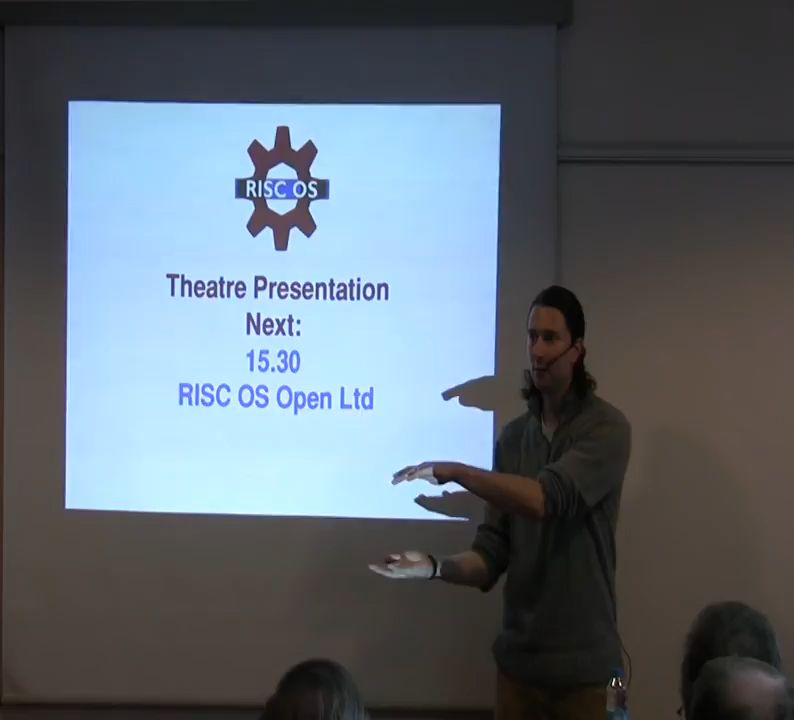 RISC OS
Theatre Presentation
Next:
15.30
RISC OS Open Ltd